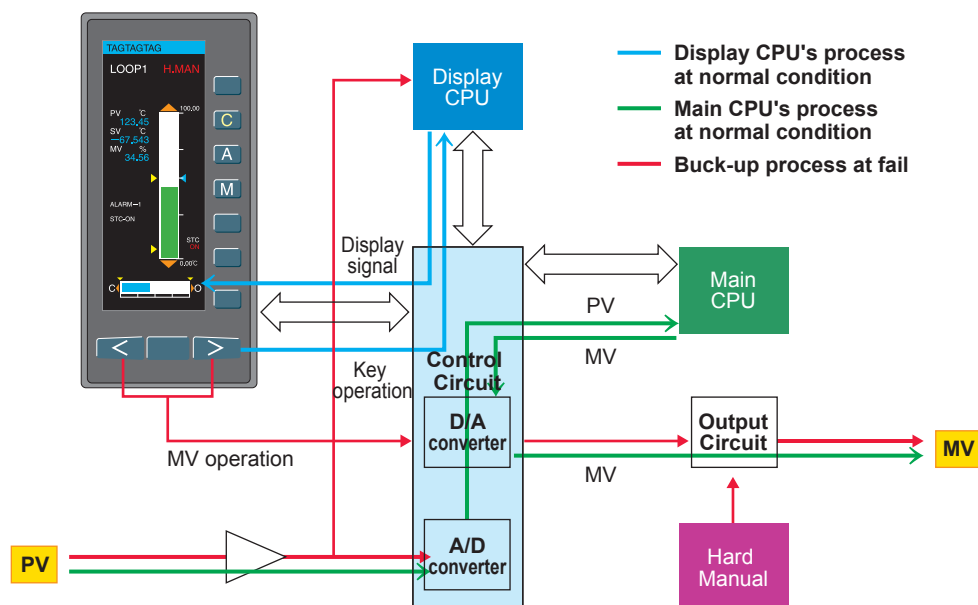 TAGTAGTAG
LOOP1 H.MAN
PV ℃
123.45
SV ℃
—67.543
MV %
34.56
100.00
ALARM–1
STC-ON
STC
ON
0.00℃
C O
C
A
M
< >
Display
CPU
Display CPU's process
at normal condition
Main CPU's process
at normal condition
Buck-up process at fail
Display
signal
Key
operation
MV operation
Control
Circuit
D/A
converter
A/D
converter
PV
MV
Main
CPU
MV
Output
Circuit
MV
Hard
Manual
PV